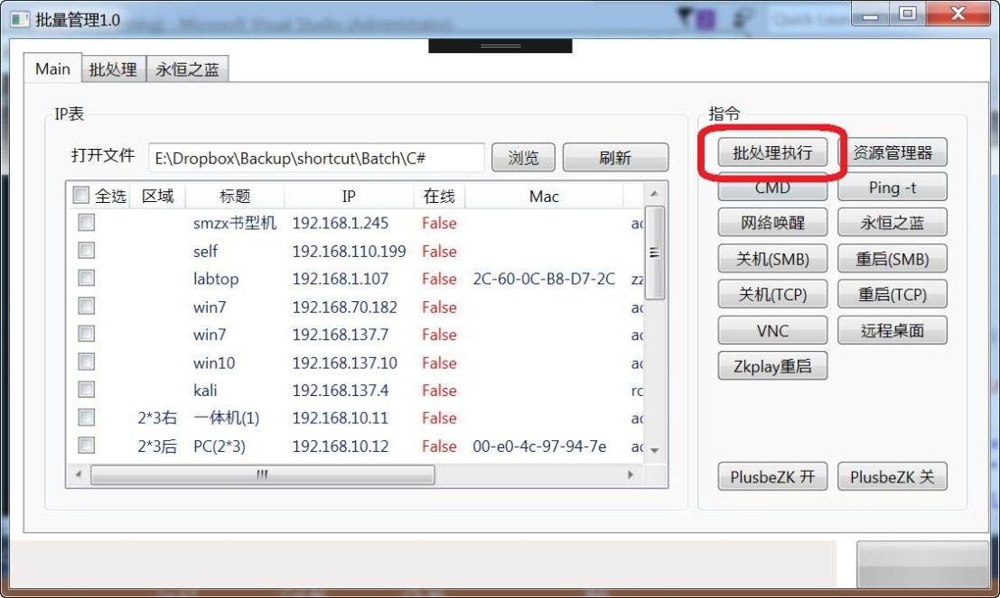 批量管理1.0
Microsoft Visual Studio (Administrator)
Quick Laun
Main 批处理 永恒之蓝
IP表
打开文件 E:\Dropbox\Backup\shortcut\Batch\C# 浏览 刷新
全选 区域 标题 IP 在线 Mac
smzx书型机 192.168.1.245 False ac
self 192.168.110.199 False ac
labtop 192.168.1.107 False 2C-60-0C-B8-D7-2C zz
win7 192.168.70.182 False ac
win7 192.168.137.7 False ac
win10 192.168.137.10 False ac
kali 192.168.137.4 False rc
2*3右 一体机(1) 192.168.10.11 False ac
2*3后 PC(2*3) 192.168.10.12 False 00-e0-4c-97-94-7e ac
指令
批处理执行 资源管理器
CMD Ping -t
网络唤醒 永恒之蓝
关机(SMB) 重启(SMB)
关机(TCP) 重启(TCP)
VNC 远程桌面
Zkplay重启
PlusbeZK 开 PlusbeZK 关